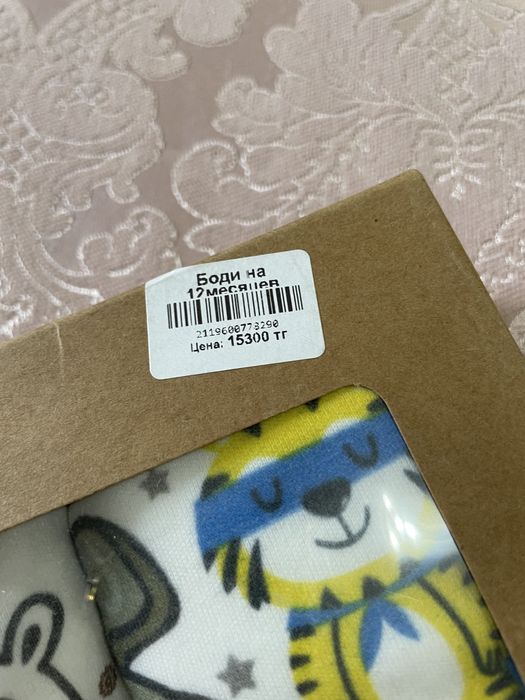 Боди на
12месяцев
2119600778290
Цена: 15300 тг